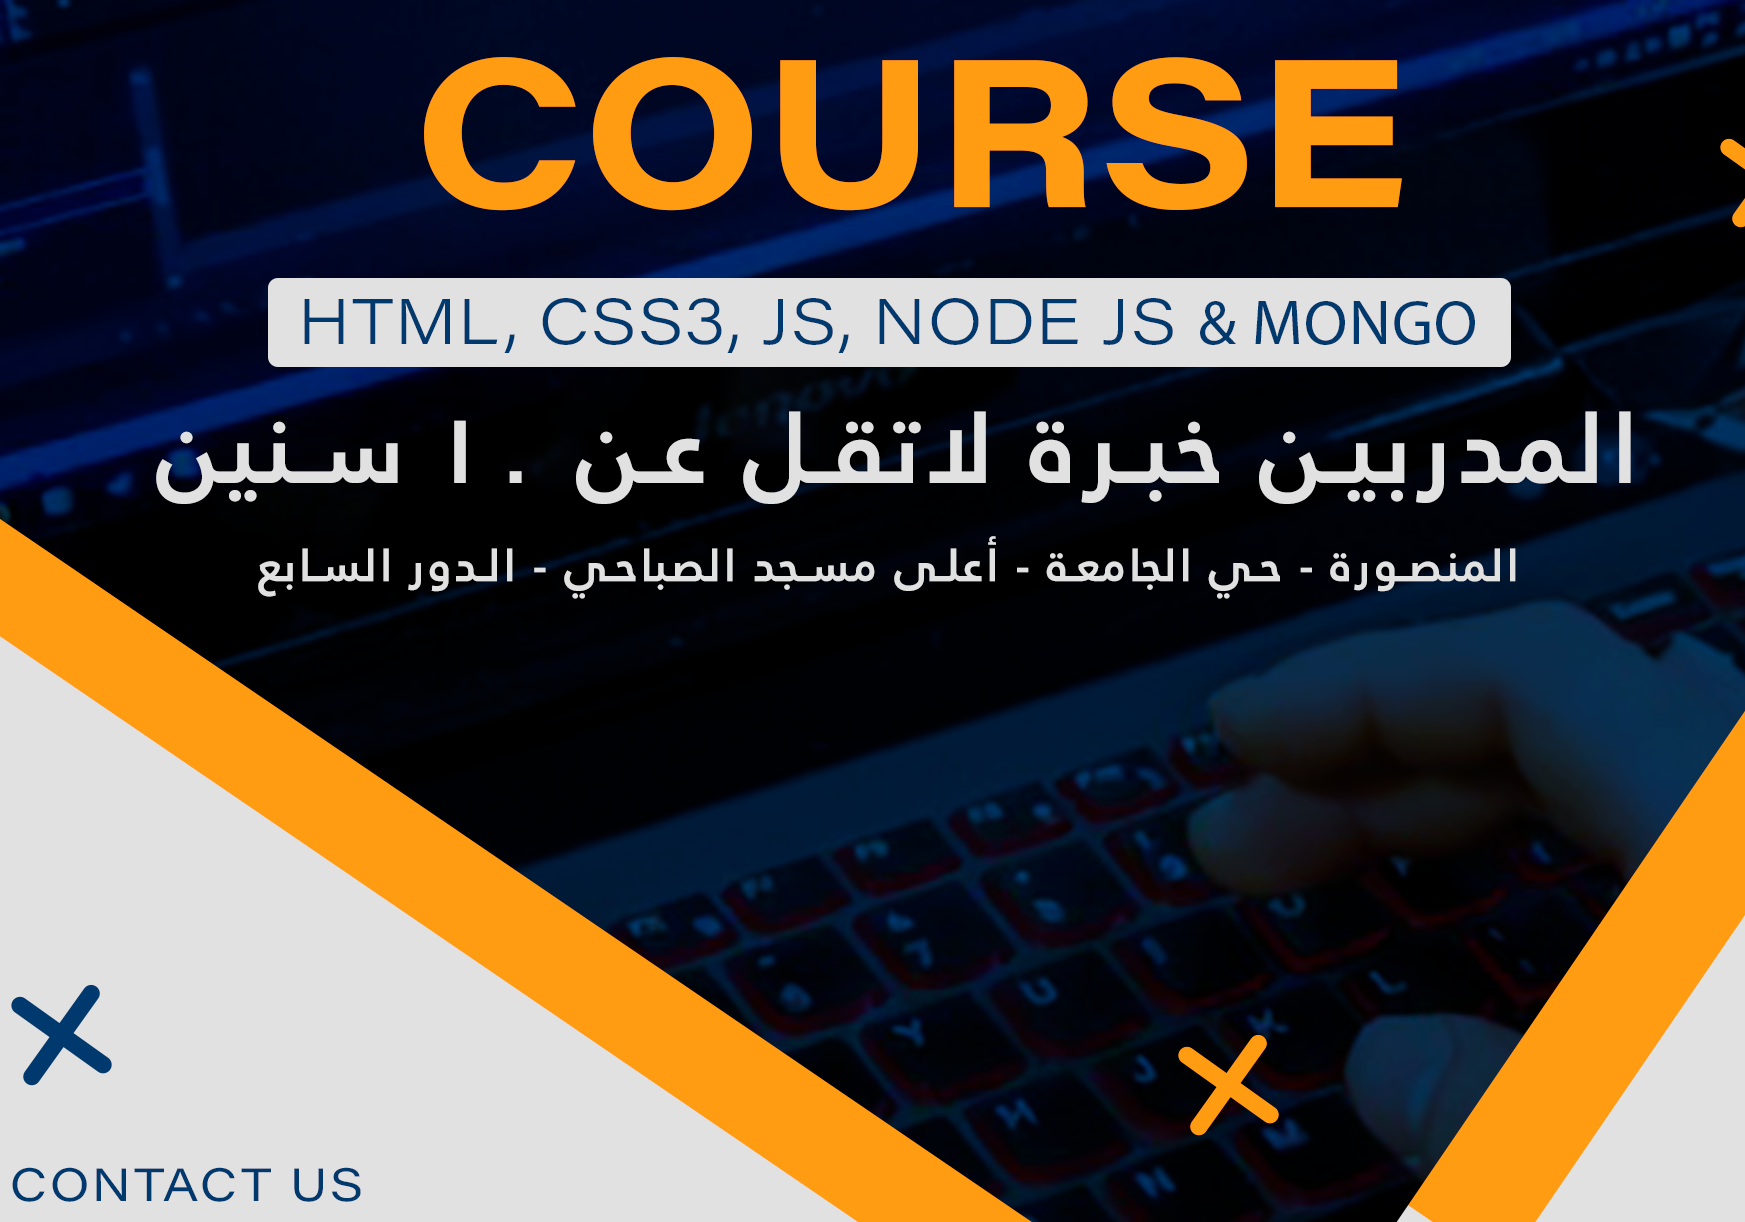 COURSE
HTML, CSS3, JS, NODE JS & MONGO
المدربين خبرة لاتقل عن ١٠ سنين
المنصورة - حي الجامعة - أعلى مسجد الصباحي - الدور السابع
CONTACT US